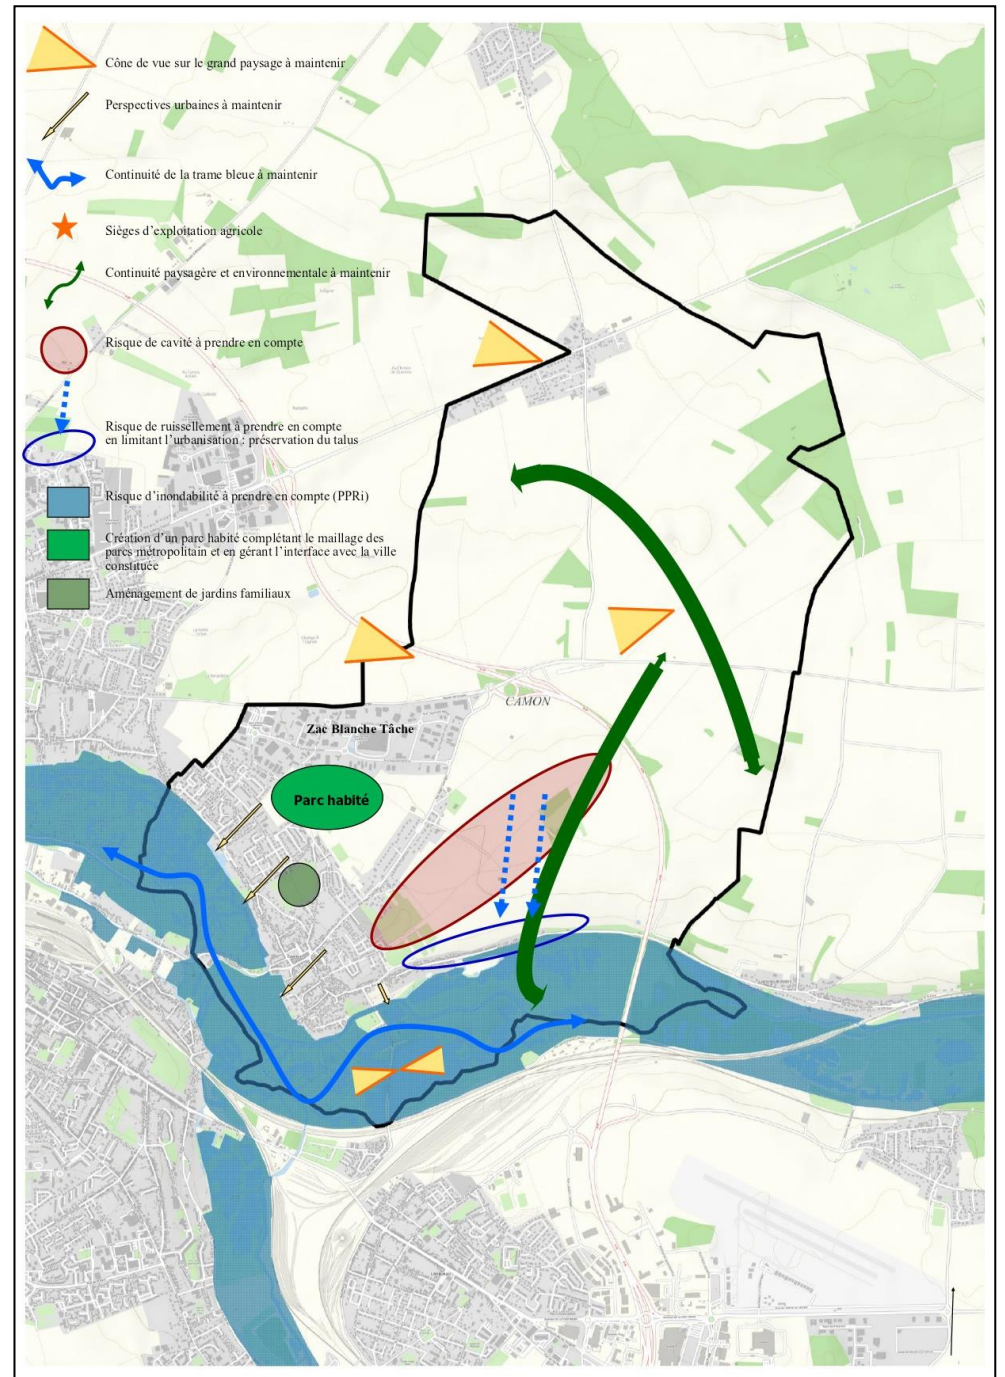 Cône de vue sur le grand paysage à maintenir
Perspectives urbaines à maintenir
Continuité de la trame bleue à maintenir
Sièges d'exploitation agricole
Continuité paysagère et environnementale à maintenir
Risque de cavité à prendre en compte
Risque de ruissellement à prendre en compte
en limitant l'urbanisation : préservation du talus
Risque d'inondabilité à prendre en compte (PPRi)
Création d'un parc habité complétant le maillage des
parcs métropolitain et en gérant l'interface avec la ville
constituée
Aménagement de jardins familiaux
CAMON
Zac Blanche Tâche
Parc habité